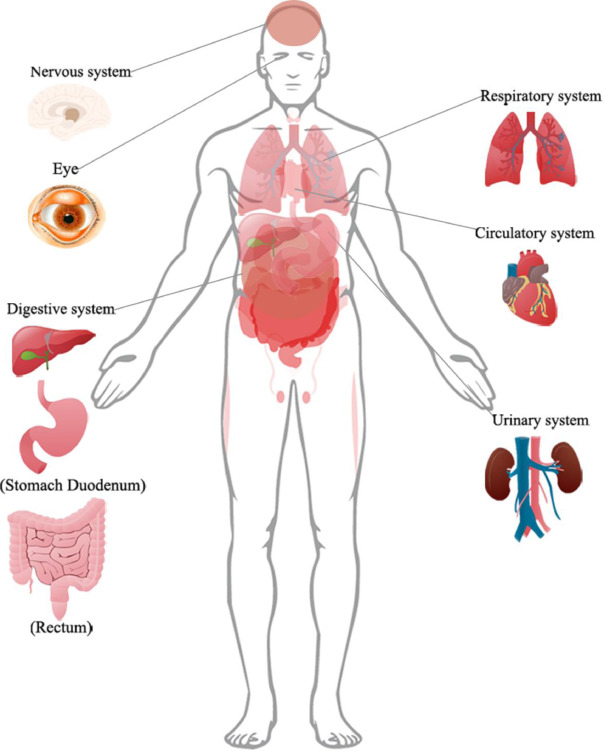 Nervous system
Eye
Digestive system
(Stomach Duodenum)
(Rectum)
Respiratory system
Circulatory system
Urinary system